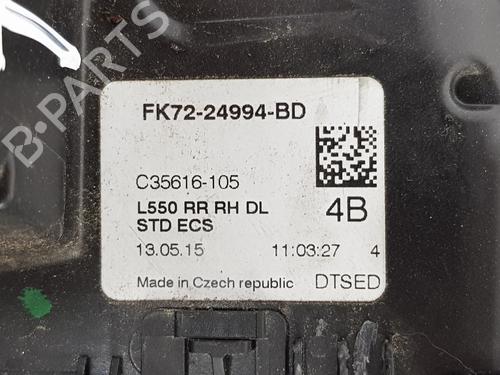 B-PARTS
FK72-24994-BD
C35616-105
L550 RR RH DL
STD ECS
4B
13.05.15 11:03:27 4
Made in Czech republic DTSED